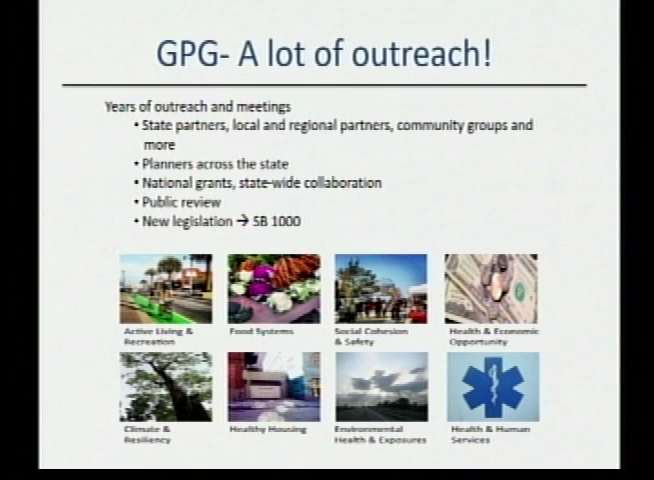 GPG- A lot of outreach!
Years of outreach and meetings
• State partners, local and regional partners, community groups and
more
• Planners across the state
• National grants, state-wide collaboration
• Public review
• New legislation → SB 1000
Active Living &
Recreation
Food Systems
Social Cohesion
& Safety
Health & Economic
Opportunity
Climate &
Resiliency
Healthy Housing
Environmental
Health & Exposures
Health & Human
Services